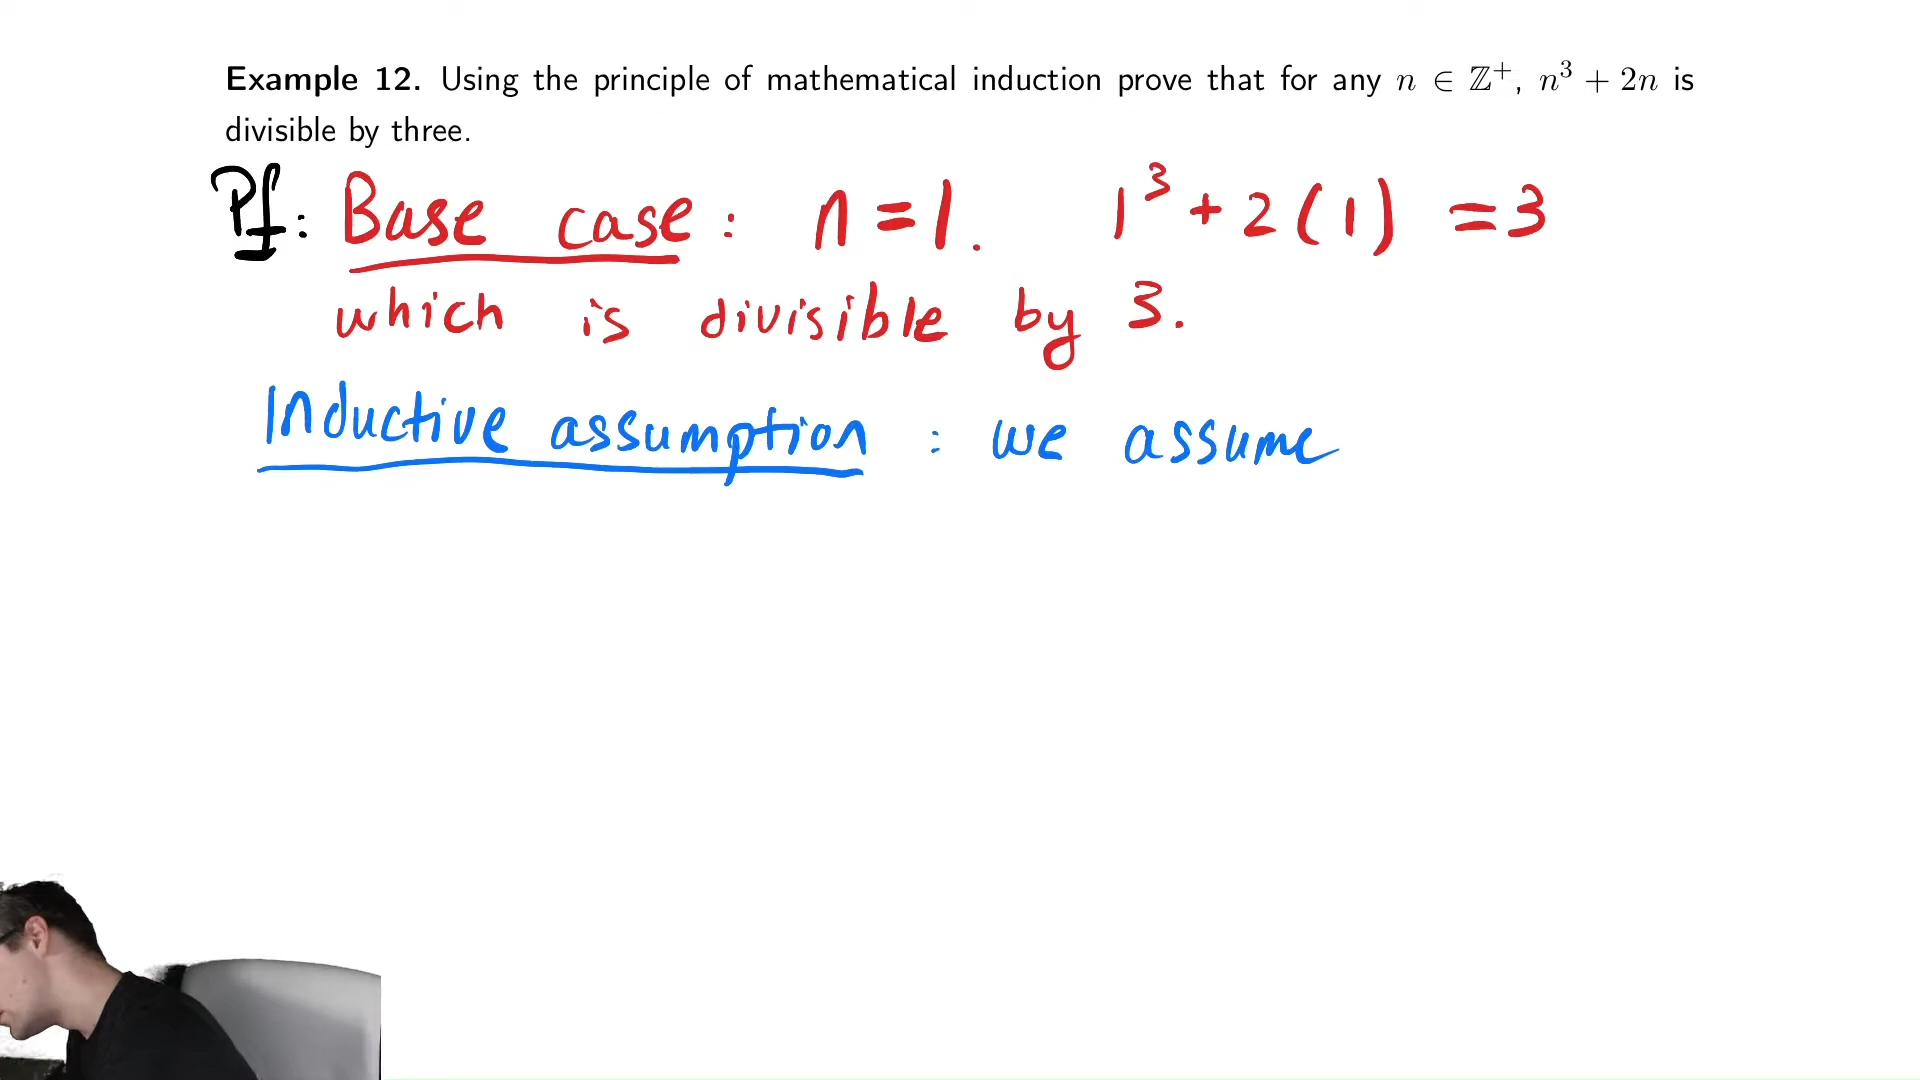 Example 12. Using the principle of mathematical induction prove that for any n ∈ ℤ⁺, n³ + 2n is
divisible by three.
Pf: Base case: n=1. 1³+2(1) =3
which is divisible by 3.
Inductive assumption: we assume